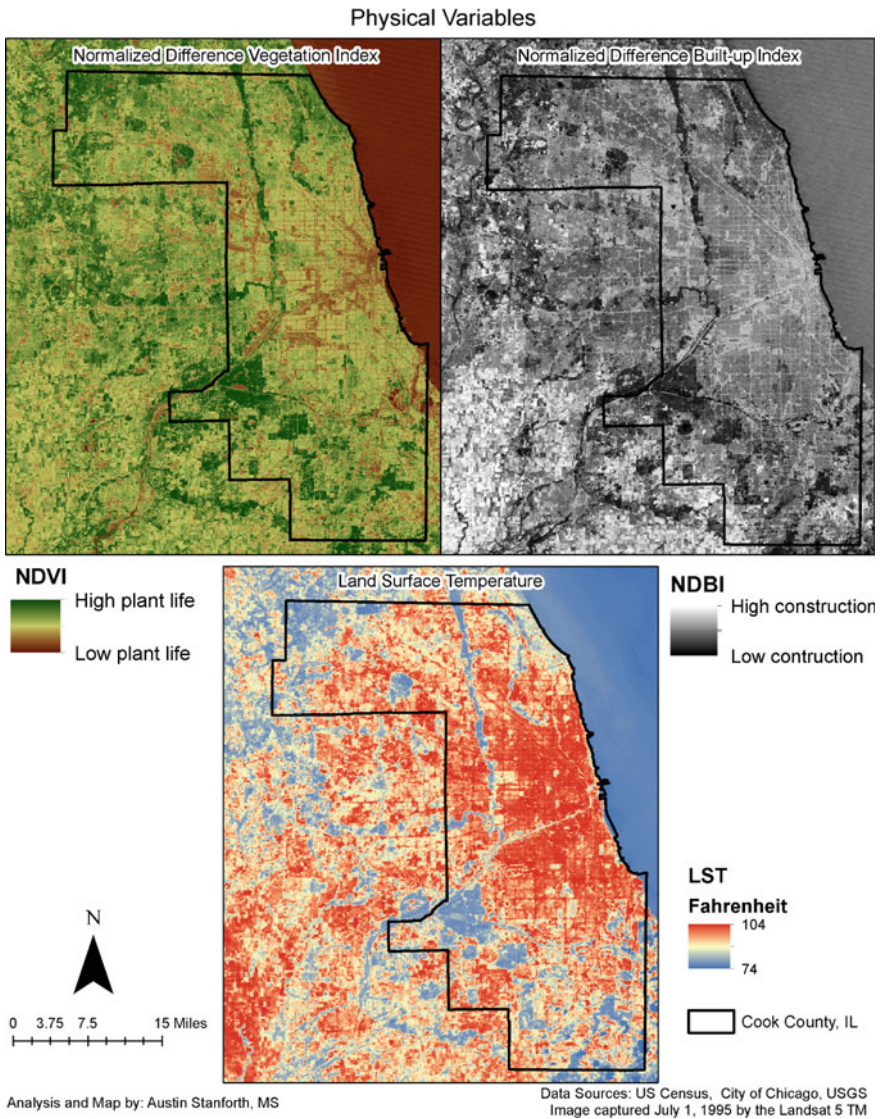 Physical Variables
Normalized Difference Vegetation Index
Normalized Difference Built-up Index
NDVI
High plant life
Low plant life
Land Surface Temperature
NDBI
High construction
Low contruction
N
0 3.75 7.5 15 Miles
LST
Fahrenheit
104
74
Cook County, IL
Analysis and Map by: Austin Stanforth, MS
Data Sources: US Census, City of Chicago, USGS
Image captured July 1, 1995 by the Landsat 5 TM